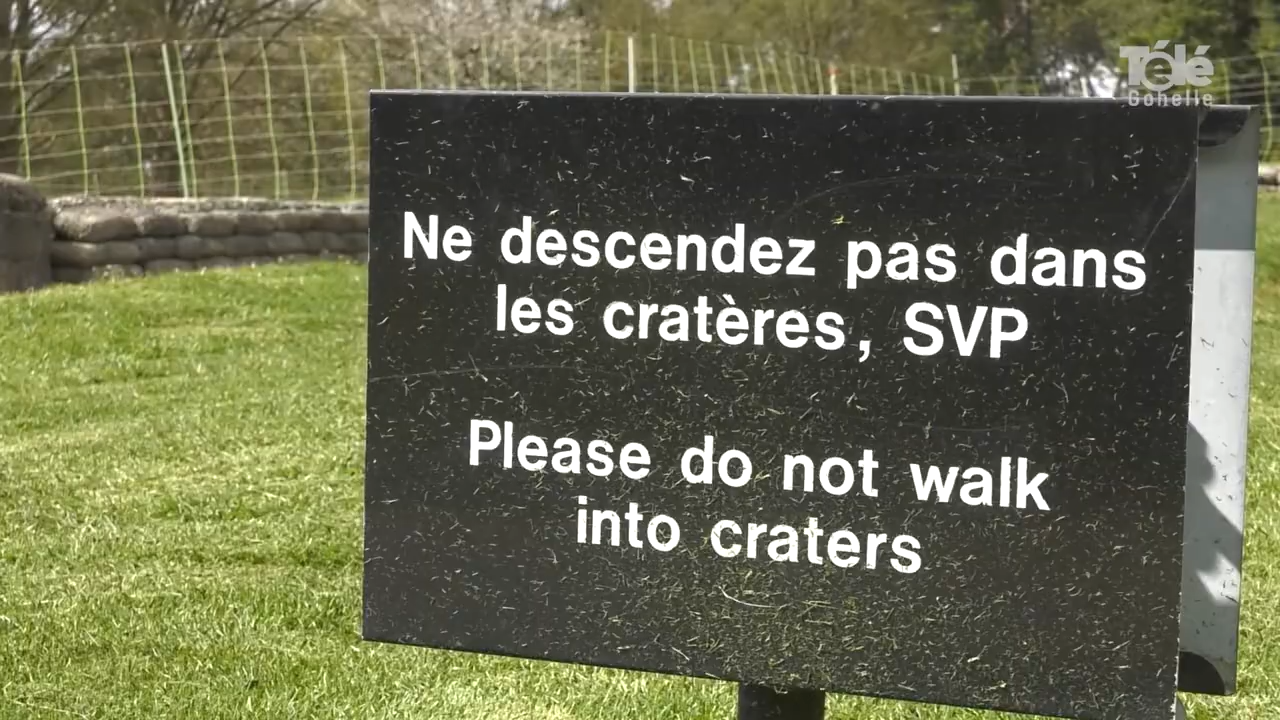 Télé
Gohelle
Ne descendez pas dans
les cratères, SVP
Please do not walk
into craters